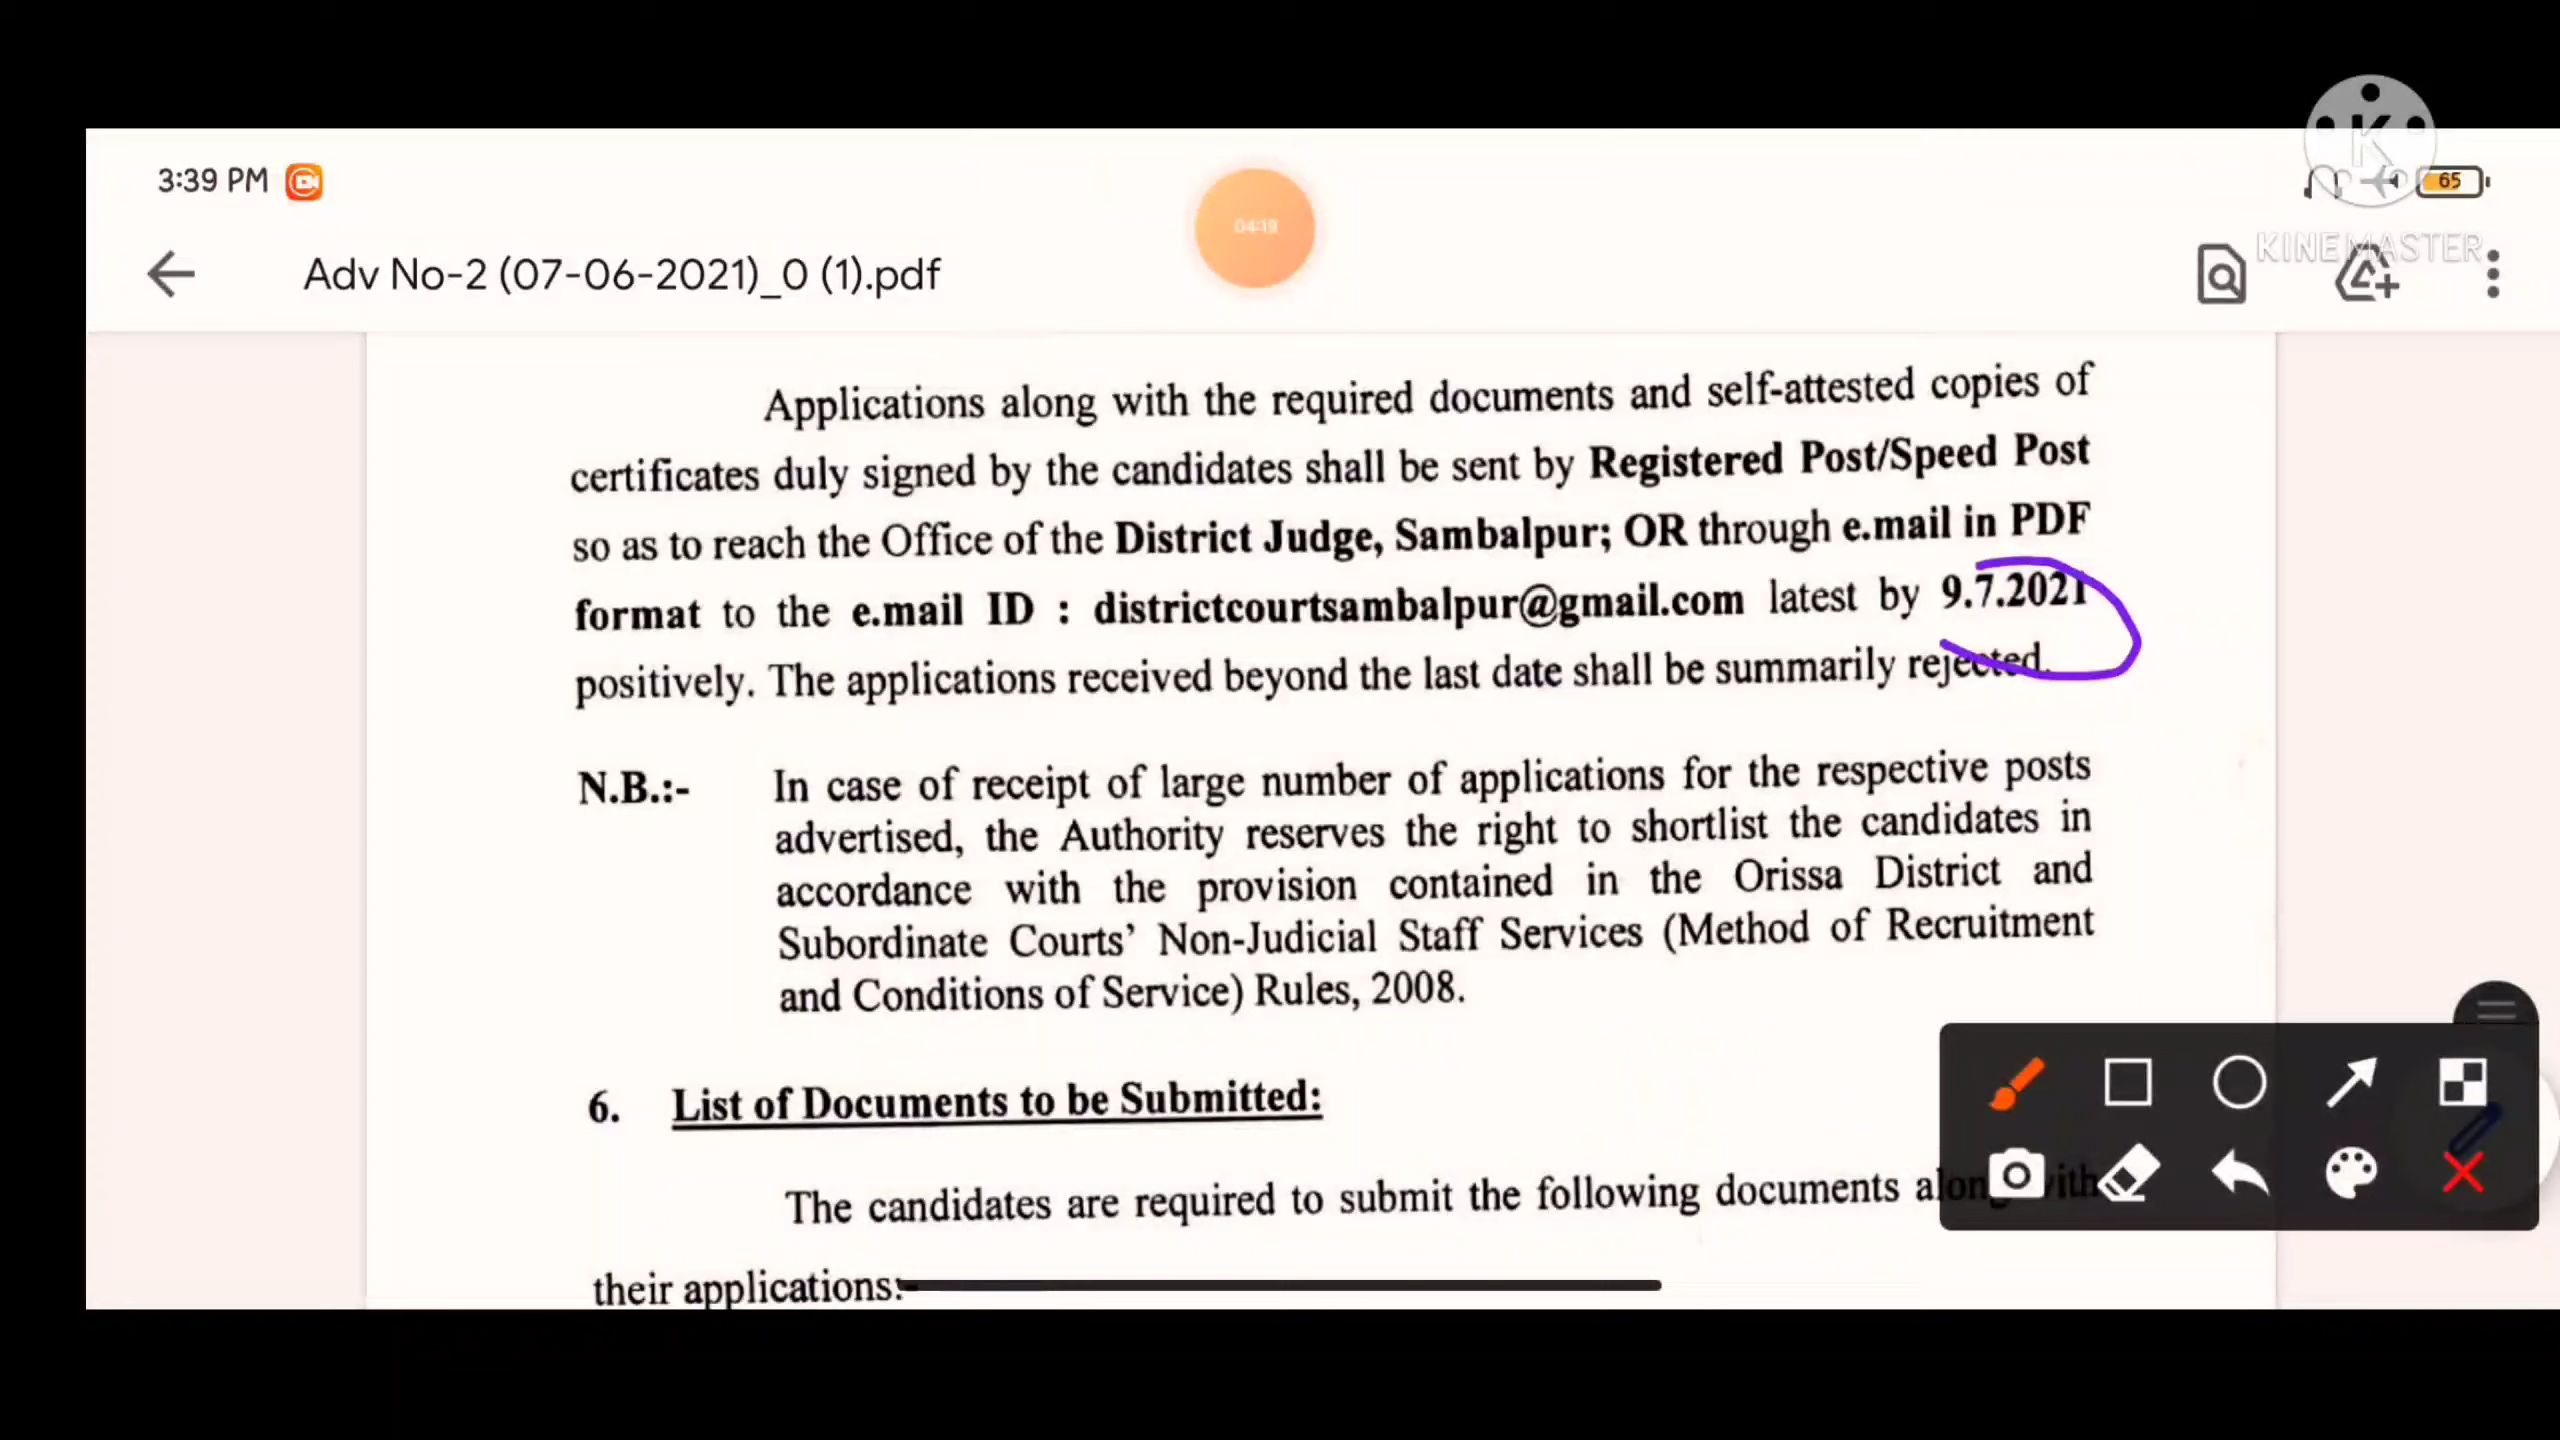 3:39 PM
65
04:19
KINEMASTER
Adv No-2 (07-06-2021)_0 (1).pdf
Applications along with the required documents and self-attested copies of
certificates duly signed by the candidates shall be sent by Registered Post/Speed Post
so as to reach the Office of the District Judge, Sambalpur; OR through e.mail in PDF
format to the e.mail ID : districtcourtsambalpur@gmail.com latest by 9.7.2021
positively. The applications received beyond the last date shall be summarily rejected.
N.B.:- In case of receipt of large number of applications for the respective posts
advertised, the Authority reserves the right to shortlist the candidates in
accordance with the provision contained in the Orissa District and
Subordinate Courts’ Non-Judicial Staff Services (Method of Recruitment
and Conditions of Service) Rules, 2008.
6. List of Documents to be Submitted:
The candidates are required to submit the following documents along with
their applications:-